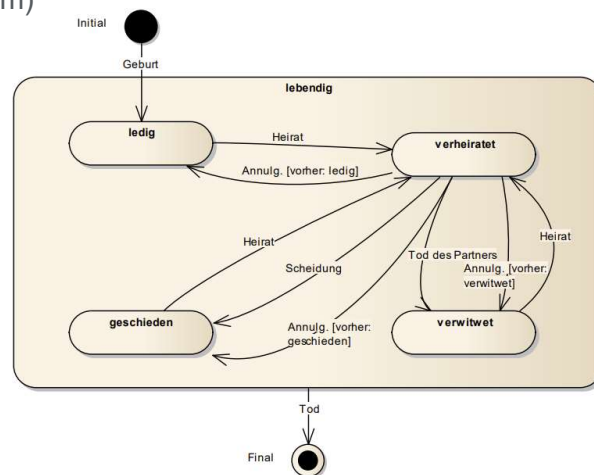 m)
Initial
Geburt
lebendig
ledig
Heirat
verheiratet
Annulg. [vorher: ledig]
Heirat
Scheidung
Tod des Partners
Annulg. [vorher:
verwitwet]
Heirat
geschieden
Annulg. [vorher:
geschieden]
verwitwet
Tod
Final